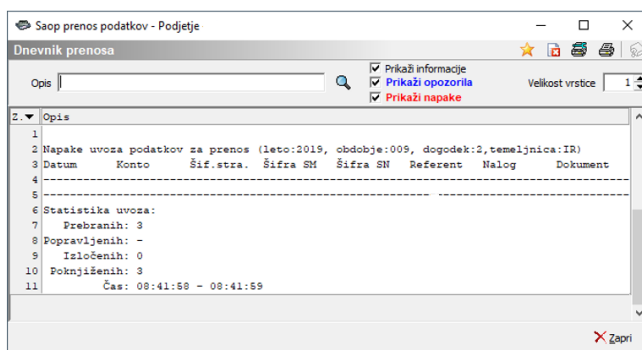 Saop prenos podatkov - Podjetje
Dnevnik prenosa
Opis
Prikaži informacije
Prikaži opozorila
Prikaži napake
Velikost vrstice 1
Z. Opis
1
2 Napake uvoza podatkov za prenos (leto:2019, obdobje:009, dogodek:2,temeljnica:IR)
3 Datum Konto Šif.stra. Šifra SM Šifra SN Referent Nalog Dokument
4 --------------------------------------------------------------------------------
5 --------------------------------------------------------------------------------
6 Statistika uvoza:
7 Prebranih: 3
8 Popravljenih: -
9 Izločenih: 0
10 Poknjiženih: 3
11 Čas: 08:41:58 - 08:41:59
Zapri